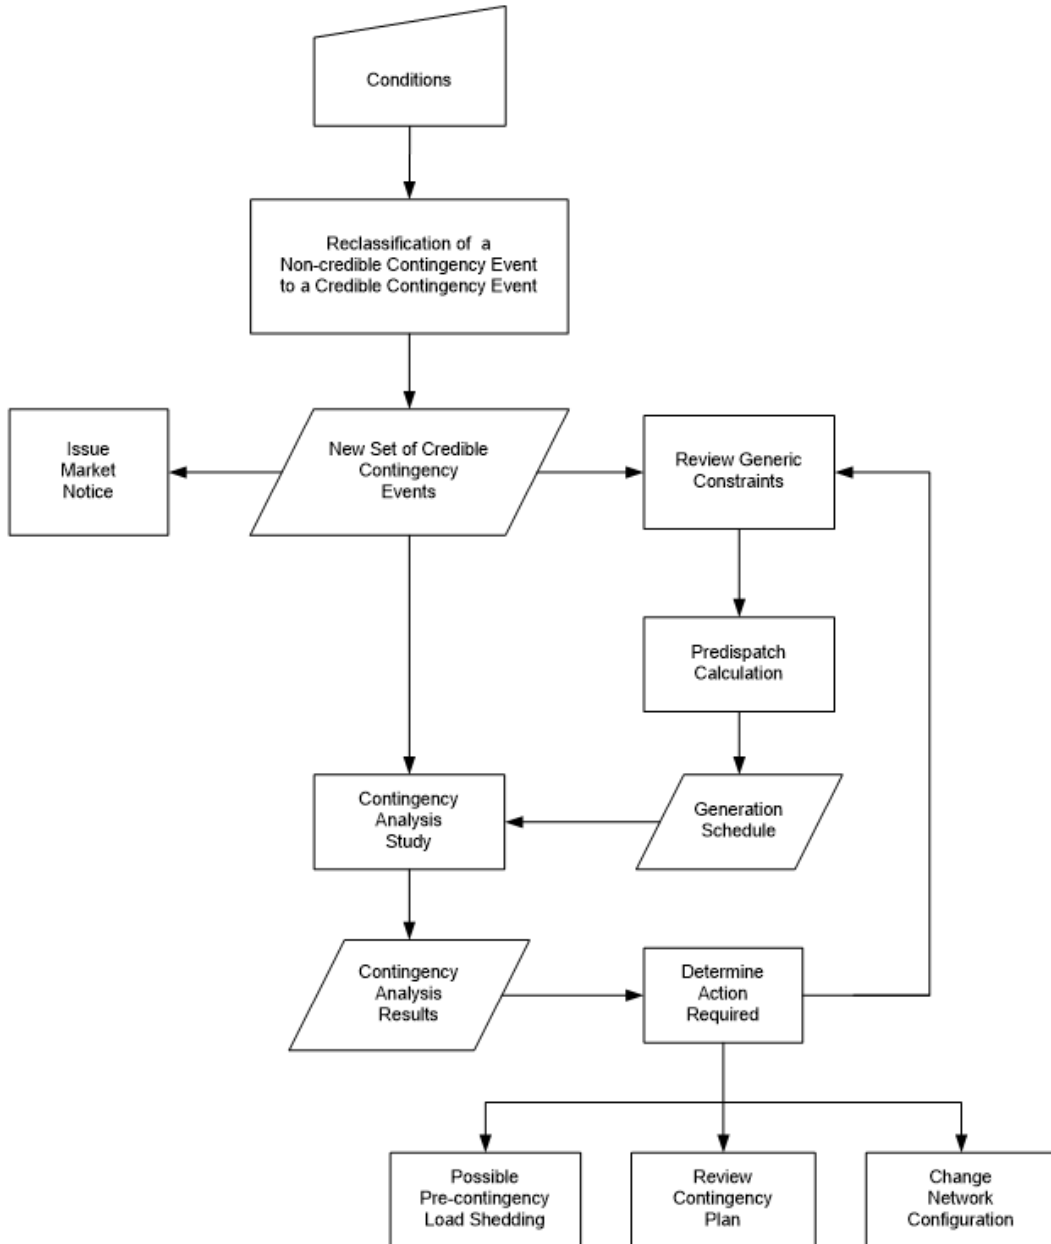 Conditions
Reclassification of a
Non-credible Contingency Event
to a Credible Contingency Event
Issue
Market
Notice
New Set of Credible
Contingency
Events
Review Generic
Constraints
Predispatch
Calculation
Contingency
Analysis
Study
Generation
Schedule
Contingency
Analysis
Results
Determine
Action
Required
Possible
Pre-contingency
Load Shedding
Review
Contingency
Plan
Change
Network
Configuration